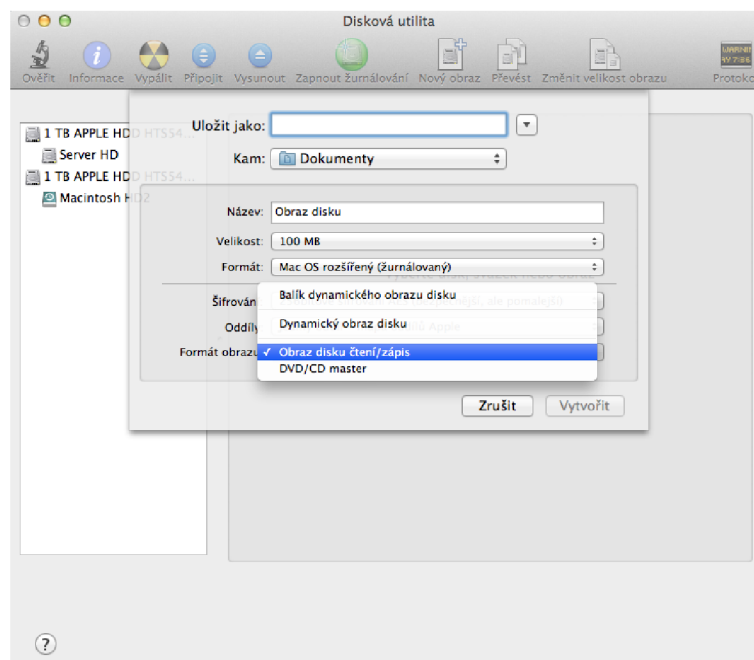 Disková utilita
Ověřit Informace Vypálit Připojit Vysunout Zapnout žurnálování Nový obraz Převést Změnit velikost obrazu Protoko
Uložit jako:
1 TB APPLE HDD HTS54...
Server HD
Kam: Dokumenty
1 TB APPLE HDD HTS54...
Macintosh HD2
Název: Obraz disku
Velikost: 100 MB
Formát: Mac OS rozšířený (žurnálovaný)
Balík dynamického obrazu disku
Šifrován
Dynamický obraz disku
Oddíly
Formát obrazu ✓ Obraz disku čtení/zápis
DVD/CD master
Zrušit Vytvořit
?